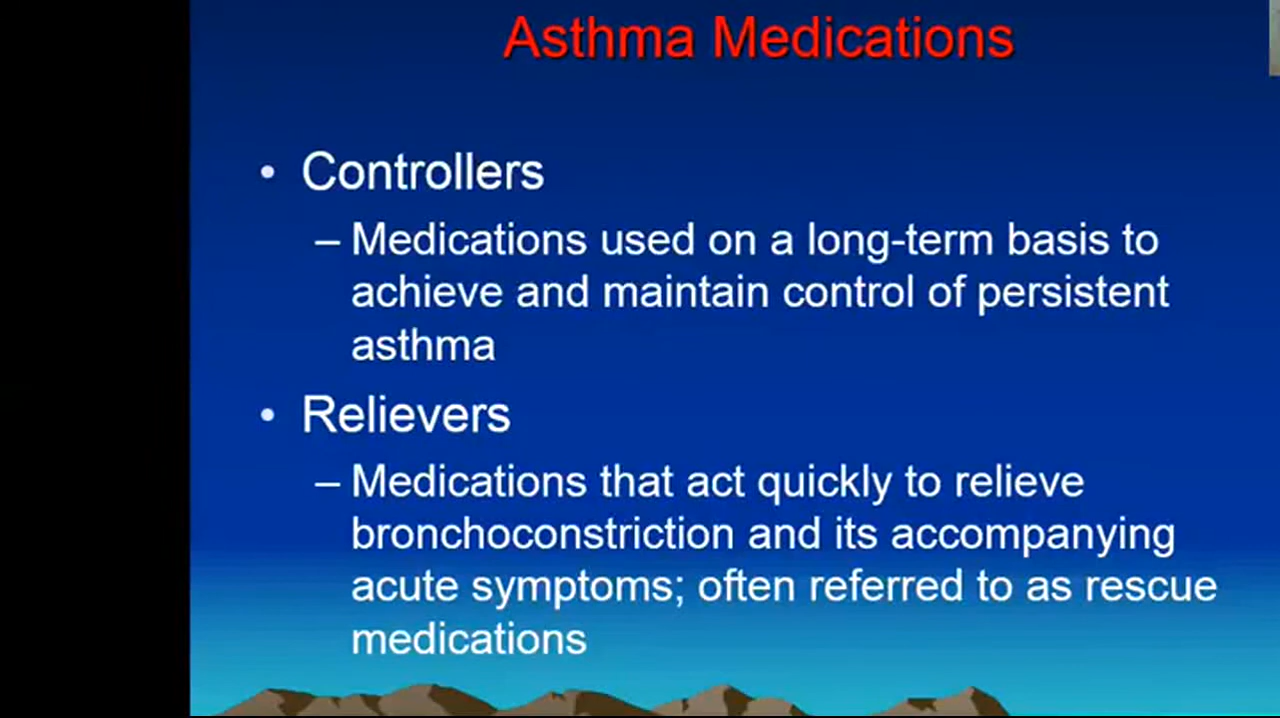 Asthma Medications
• Controllers
– Medications used on a long-term basis to
achieve and maintain control of persistent
asthma
• Relievers
– Medications that act quickly to relieve
bronchoconstriction and its accompanying
acute symptoms; often referred to as rescue
medications